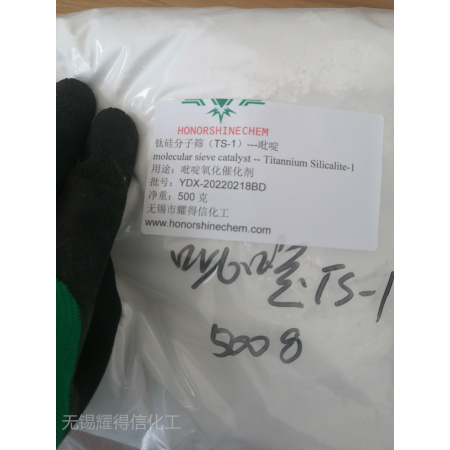 HONORSHINECHEM
钛硅分子筛（TS-1）---吡啶
molecular sieve catalyst -- Titannium Silicalite-1
用途：吡啶氧化催化剂
批号：YDX-20220218BD
净重：500 克
无锡市耀得信化工
www.honorshinechem.com
吡啶 TS-1
500g
无锡耀得信化工